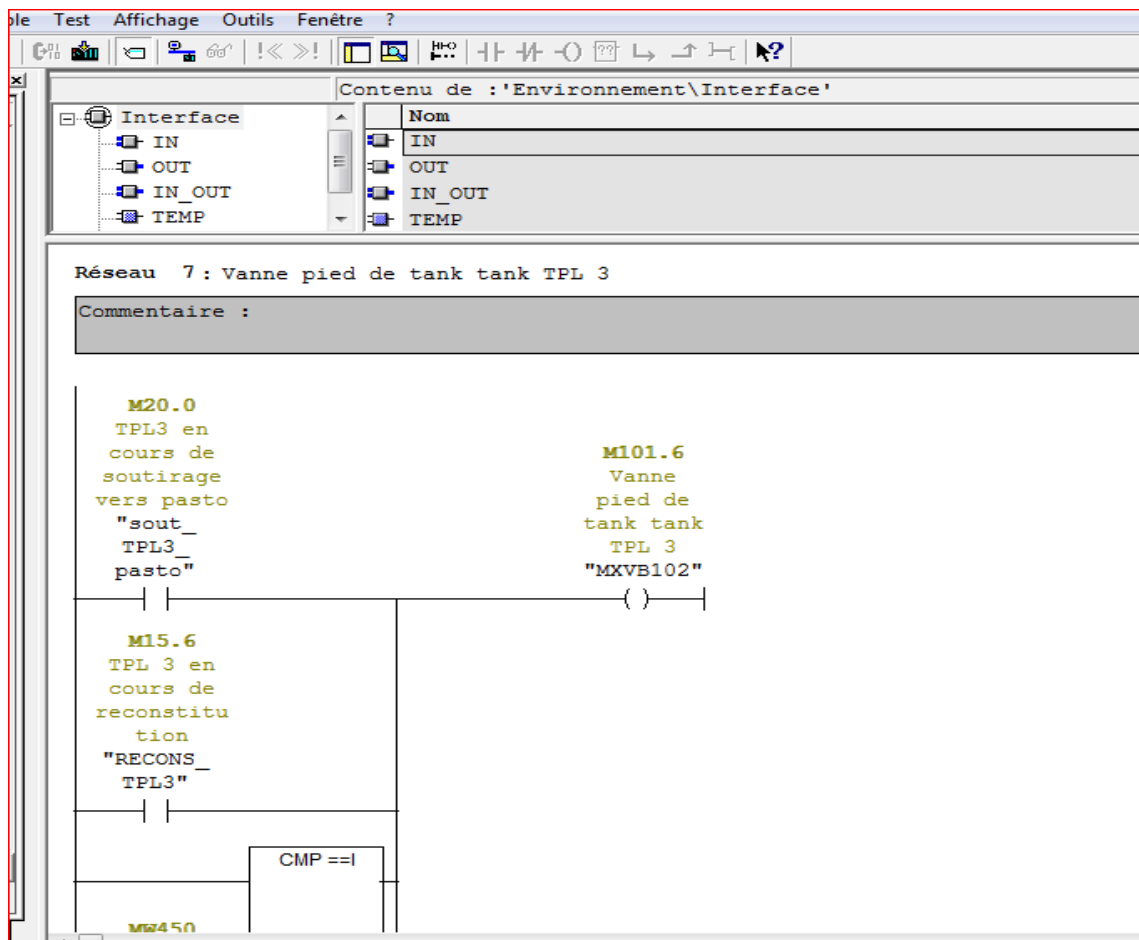 ble Test Affichage Outils Fenêtre ?
Contenu de :'Environnement\Interface'
Interface
IN
OUT
IN_OUT
TEMP
Nom
IN
OUT
IN_OUT
TEMP
Réseau 7 : Vanne pied de tank tank TPL 3
Commentaire :
M20.0
TPL3 en
cours de
soutirage
vers pasto
"sout_
TPL3_
pasto"
M101.6
Vanne
pied de
tank tank
TPL 3
"MXVB102"
M15.6
TPL 3 en
cours de
reconstitu
tion
"RECONS_
TPL3"
CMP ==I
MW450